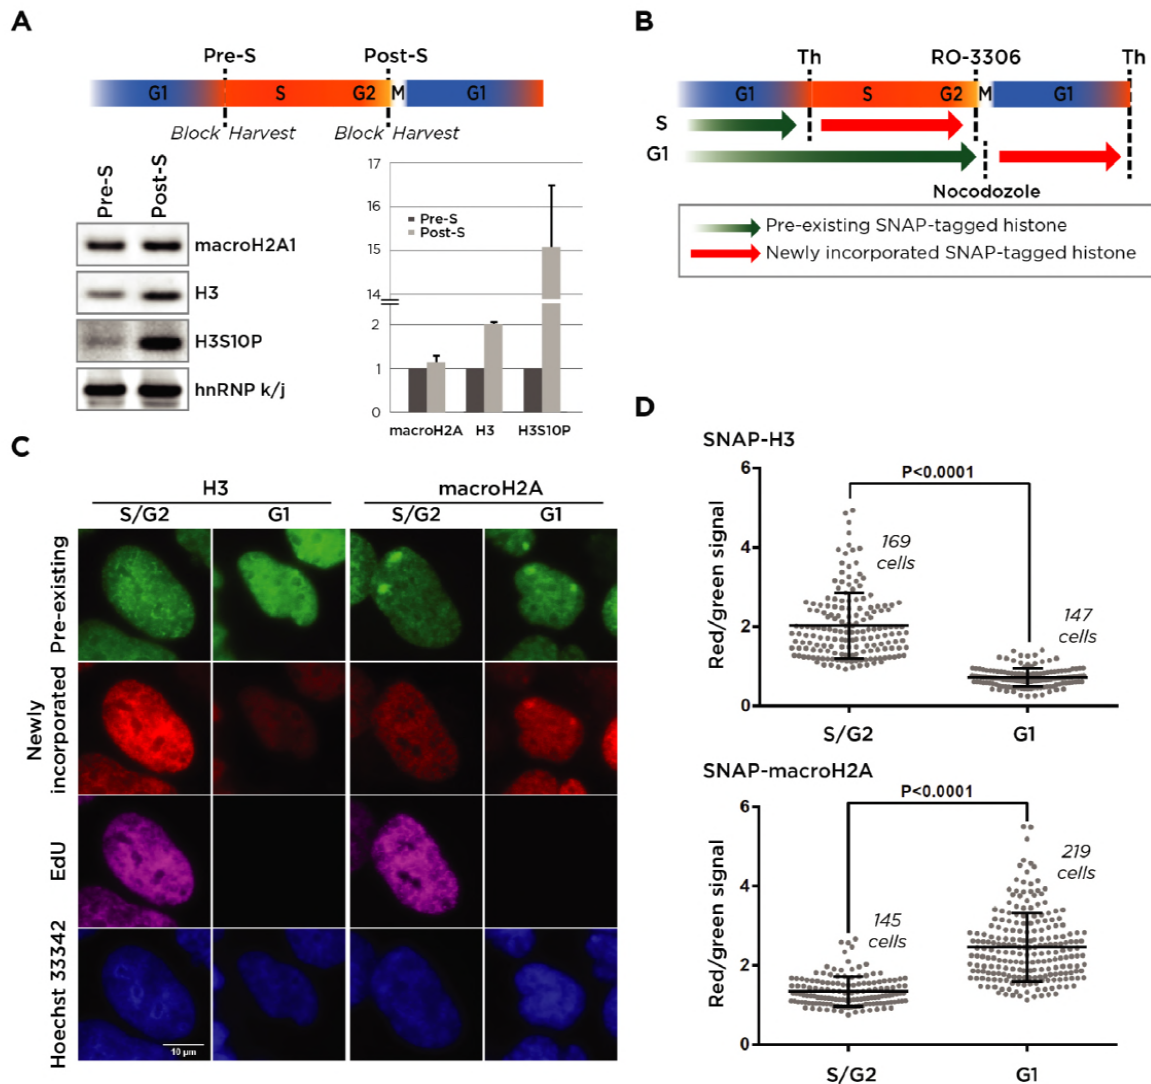 A
Pre-S
Post-S
G1
S
G2
M
G1
Block Harvest
Block Harvest
Pre-S
Post-S
macroH2A1
H3
H3S10P
hnRNP k/j
17
16
15
14
2
1
0
Pre-S
Post-S
macroH2A
H3
H3S10P
B
Th
RO-3306
Th
G1
S
G2
M
G1
S
G1
Nocodozole
Pre-existing SNAP-tagged histone
Newly incorporated SNAP-tagged histone
C
H3
macroH2A
S/G2
G1
S/G2
G1
Pre-existing
Newly
incorporated
EdU
Hoechst 33342
10 µm
D
SNAP-H3
P<0.0001
Red/green signal
6
4
2
0
169
cells
147
cells
S/G2
G1
SNAP-macroH2A
P<0.0001
Red/green signal
6
4
2
0
145
cells
219
cells
S/G2
G1